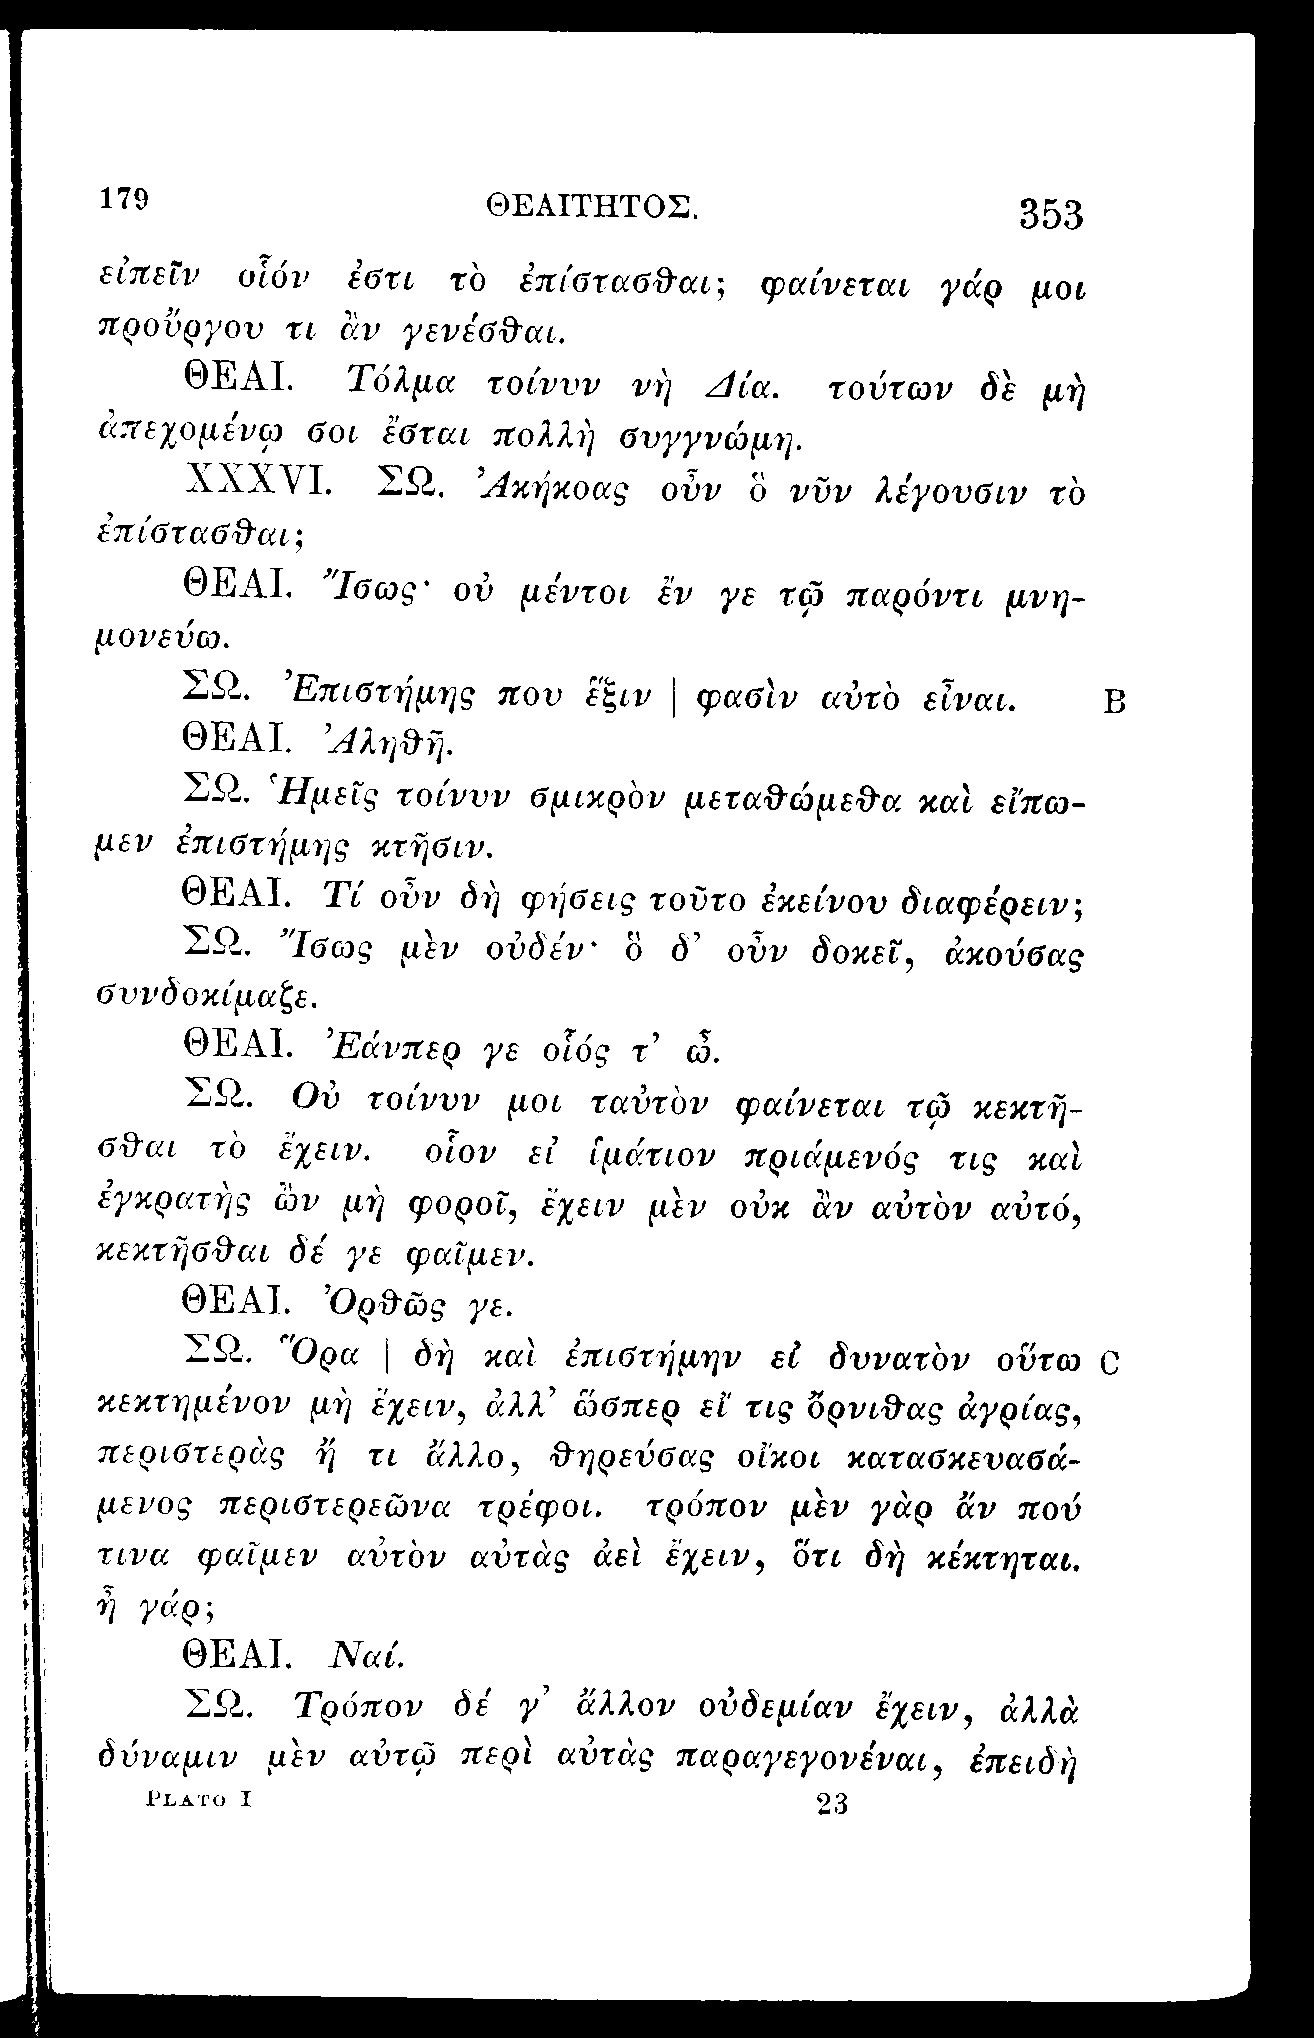 179 ΘΕΑΙΤΗΤΟΣ. 353
εἰπεῖν οἷόν ἐστι τὸ ἐπίστασθαι; φαίνεται γάρ μοι
προὔργου τι ἂν γενέσθαι.
ΘΕΑΙ. Τόλμα τοίνυν νὴ Δία. τούτων δὲ μὴ
ἀπεχομένῳ σοι ἔσται πολλὴ συγγνώμη.
XXXVI. ΣΩ. Ἀκήκοας οὖν ὃ νῦν λέγουσιν τὸ
ἐπίστασθαι;
ΘΕΑΙ. Ἴσως· οὐ μέντοι ἔν γε τῷ παρόντι μνη-
μονεύω.
ΣΩ. Ἐπιστήμης που ἕξιν | φασὶν αὐτὸ εἶναι. B
ΘΕΑΙ. Ἀληθῆ.
ΣΩ. Ἡμεῖς τοίνυν σμικρὸν μεταθώμεθα καὶ εἴπω-
μεν ἐπιστήμης κτῆσιν.
ΘΕΑΙ. Τί οὖν δὴ φήσεις τοῦτο ἐκείνου διαφέρειν;
ΣΩ. Ἴσως μὲν οὐδέν· ὃ δ’ οὖν δοκεῖ, ἀκούσας
συνδοκίμαζε.
ΘΕΑΙ. Ἐάνπερ γε οἷός τ’ ὦ.
ΣΩ. Οὐ τοίνυν μοι ταὐτὸν φαίνεται τῷ κεκτῆ-
σθαι τὸ ἔχειν. οἷον εἰ ἱμάτιον πριάμενός τις καὶ
ἐγκρατὴς ὢν μὴ φοροῖ, ἔχειν μὲν οὐκ ἂν αὐτὸν αὐτό,
κεκτῆσθαι δέ γε φαῖμεν.
ΘΕΑΙ. Ὀρθῶς γε.
ΣΩ. Ὅρα | δὴ καὶ ἐπιστήμην εἰ δυνατὸν οὕτω C
κεκτημένον μὴ ἔχειν, ἀλλ’ ὥσπερ εἴ τις ὄρνιθας ἀγρίας,
περιστερὰς ἤ τι ἄλλο, θηρεύσας οἴκοι κατασκευασά-
μενος περιστερεῶνα τρέφοι. τρόπον μὲν γὰρ ἄν πού
τινα φαῖμεν αὐτὸν αὐτὰς ἀεὶ ἔχειν, ὅτι δὴ κέκτηται.
ἦ γάρ;
ΘΕΑΙ. Ναί.
ΣΩ. Τρόπον δέ γ’ ἄλλον οὐδεμίαν ἔχειν, ἀλλὰ
δύναμιν μὲν αὐτῷ περὶ αὐτὰς παραγεγονέναι, ἐπειδὴ
PLATO I 23